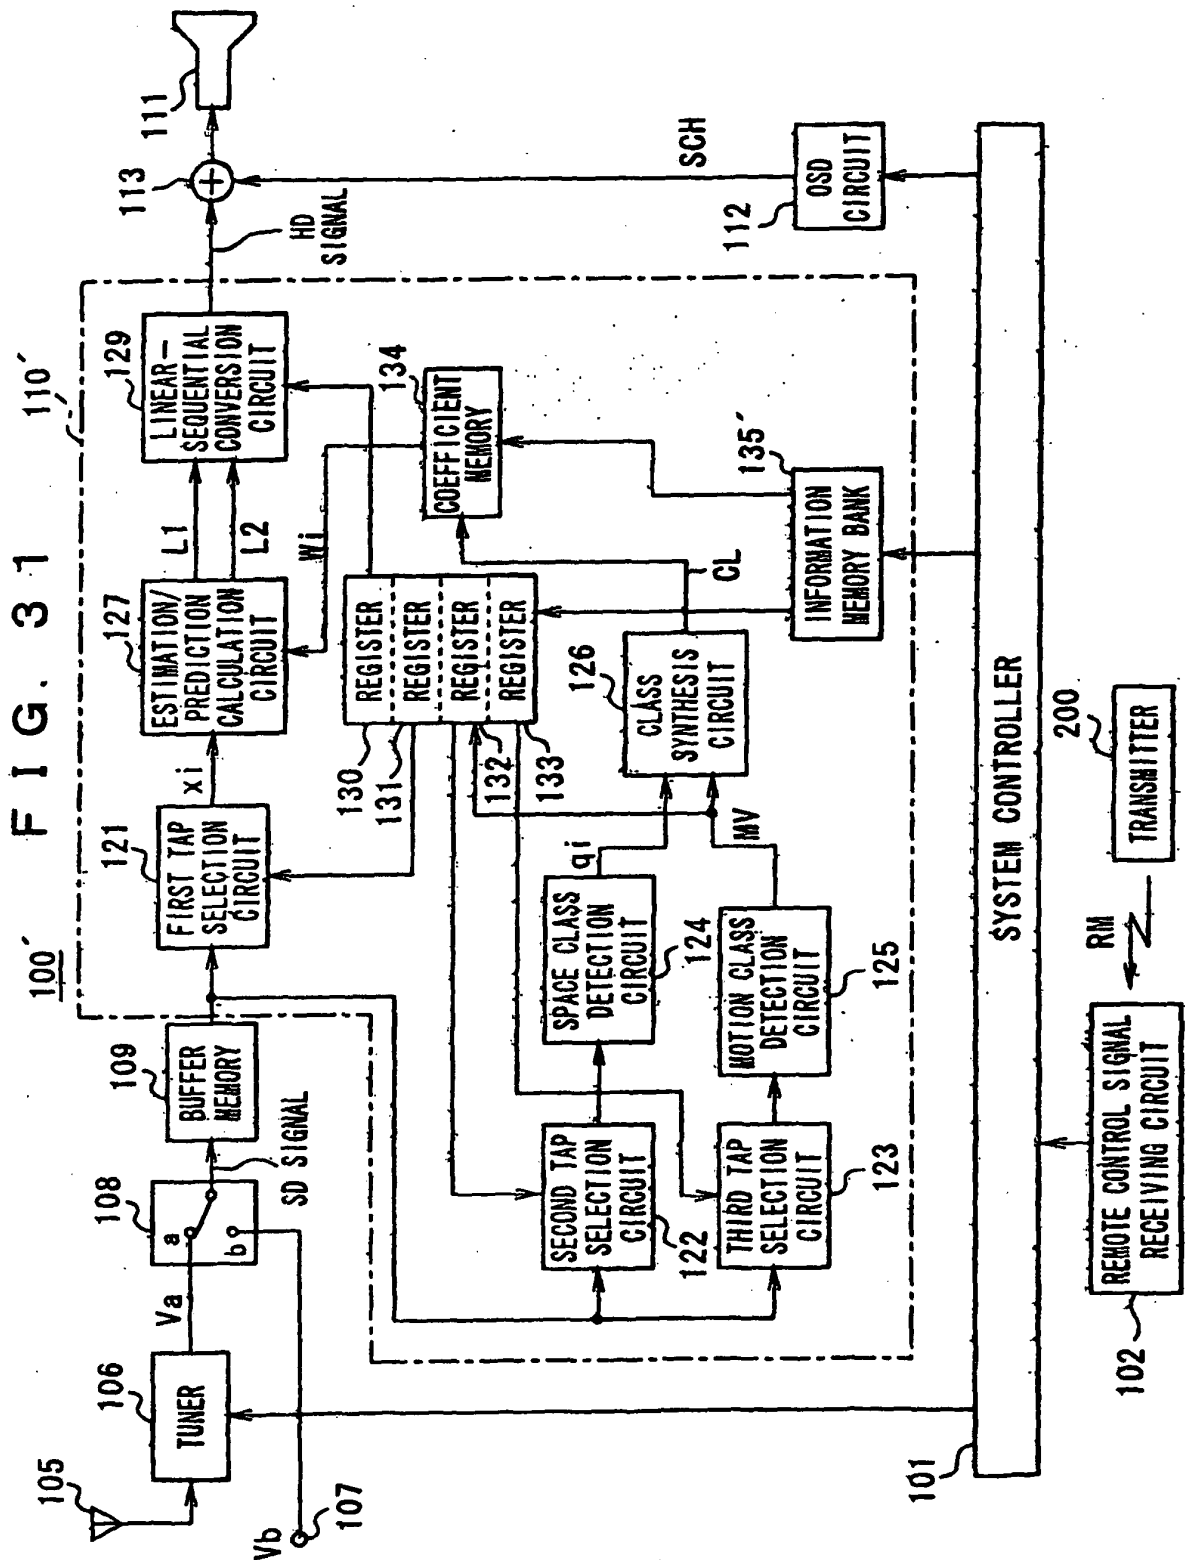 F I G. 31
100´
110´
105
106
TUNER
Va
Vb
107
108
a
b
SD SIGNAL
109
BUFFER
MEMORY
121
FIRST TAP
SELECTION
CIRCUIT
xi
127
ESTIMATION/
PREDICTION
CALCULATION
CIRCUIT
L1
L2
129
LINEAR–
SEQUENTIAL
CONVERSION
CIRCUIT
HD
SIGNAL
113
111
Wi
134
COEFFICIENT
MEMORY
REGISTER
REGISTER
REGISTER
REGISTER
130
131
132
133
SECOND TAP
SELECTION
CIRCUIT
122
SPACE CLASS
DETECTION
CIRCUIT
124
qi
126
CLASS
SYNTHESIS
CIRCUIT
CL
THIRD TAP
SELECTION
CIRCUIT
123
MOTION CLASS
DETECTION
CIRCUIT
125
MV
135´
INFORMATION
MEMORY BANK
SCH
112
OSD
CIRCUIT
101
SYSTEM CONTROLLER
102
REMOTE CONTROL SIGNAL
RECEIVING CIRCUIT
RM
200
TRANSMITTER